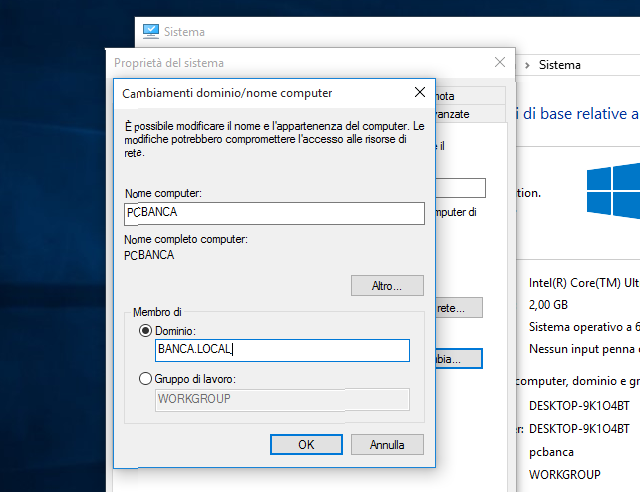 Sistema
Proprietà del sistema
Sistema
Cambiamenti dominio/nome computer
nota
vanzate
i di base relative a
È possibile modificare il nome e l'appartenenza del computer. Le
modifiche potrebbero compromettere l'accesso alle risorse di
rete.
e il
Nome computer:
PCBANCA
tion.
mputer di
Nome completo computer:
PCBANCA
Altro...
Intel(R) Core(TM) Ult
Membro di
rete...
2,00 GB
Dominio:
Sistema operativo a 6
BANCA.LOCAL
Nessun input penna o
bia...
Gruppo di lavoro:
computer, dominio e gr
WORKGROUP
DESKTOP-9K1O4BT
er:
DESKTOP-9K1O4BT
OK
Annulla
pcbanca
WORKGROUP